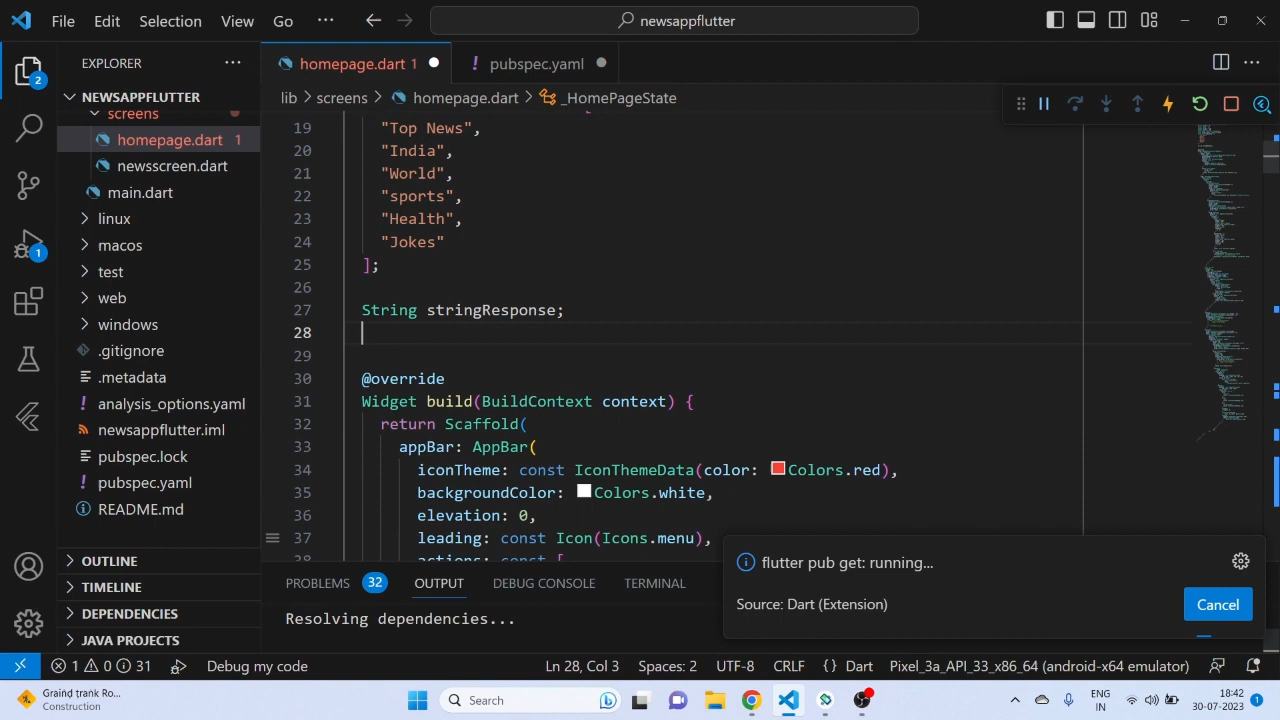 File Edit Selection View Go ··· newsappflutter
EXPLORER ···
homepage.dart 1
! pubspec.yaml
NEWSAPPFLUTTER
lib > screens > homepage.dart > _HomePageState
screens
homepage.dart 1
newsscreen.dart
main.dart
linux
macos
test
web
windows
.gitignore
.metadata
! analysis_options.yaml
newsappflutter.iml
pubspec.lock
! pubspec.yaml
README.md
OUTLINE
TIMELINE
DEPENDENCIES
JAVA PROJECTS
2
1
19 "Top News",
20 "India",
21 "World",
22 "sports",
23 "Health",
24 "Jokes"
25 ];
26
27 String stringResponse;
28
29
30 @override
31 Widget build(BuildContext context) {
32 return Scaffold(
33 appBar: AppBar(
34 iconTheme: const IconThemeData(color: Colors.red),
35 backgroundColor: Colors.white,
36 elevation: 0,
37 leading: const Icon(Icons.menu),
38 actions: const [
PROBLEMS 32 OUTPUT DEBUG CONSOLE TERMINAL
Resolving dependencies...
flutter pub get: running...
Source: Dart (Extension)
Cancel
1 0 31 Debug my code Ln 28, Col 3 Spaces: 2 UTF-8 CRLF {} Dart Pixel_3a_API_33_x86_64 (android-x64 emulator)
Graind trank Ro...
Construction
Search
ENG
IN
18:42
30-07-2023
1